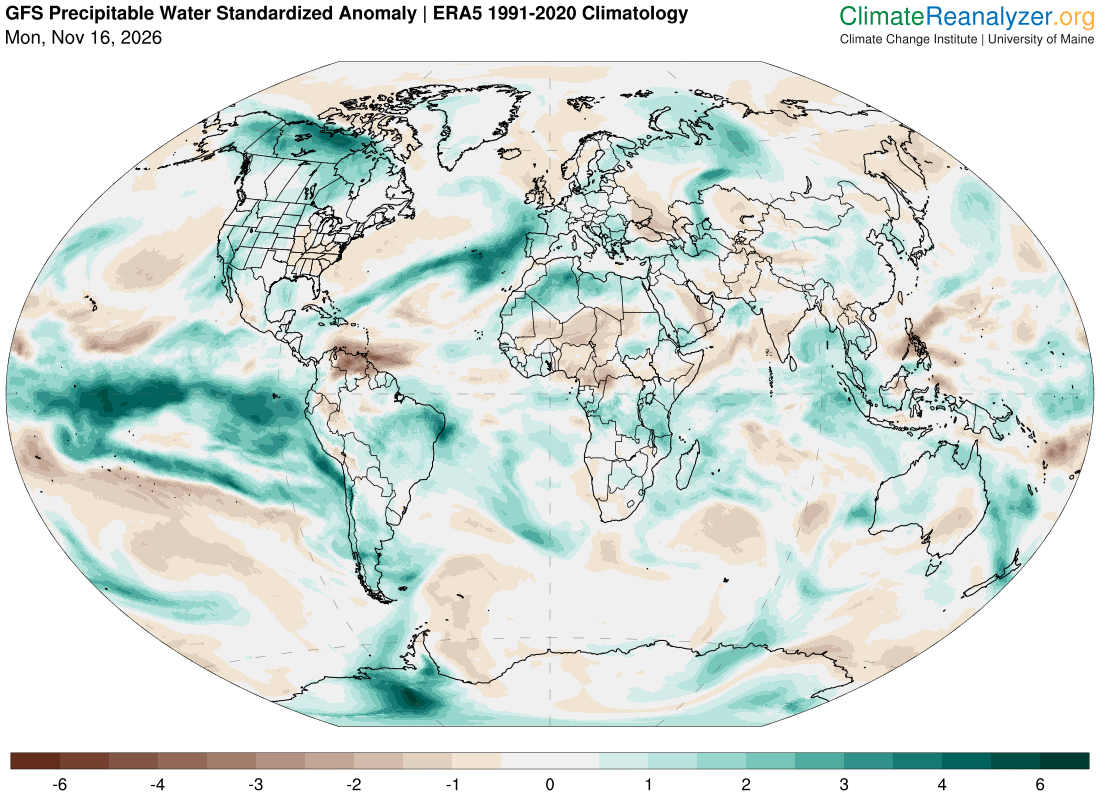 GFS Precipitable Water Standardized Anomaly | ERA5 1991-2020 Climatology
Mon, Nov 16, 2026
ClimateReanalyzer.org
Climate Change Institute | University of Maine
-6 -4 -3 -2 -1 0 1 2 3 4 6